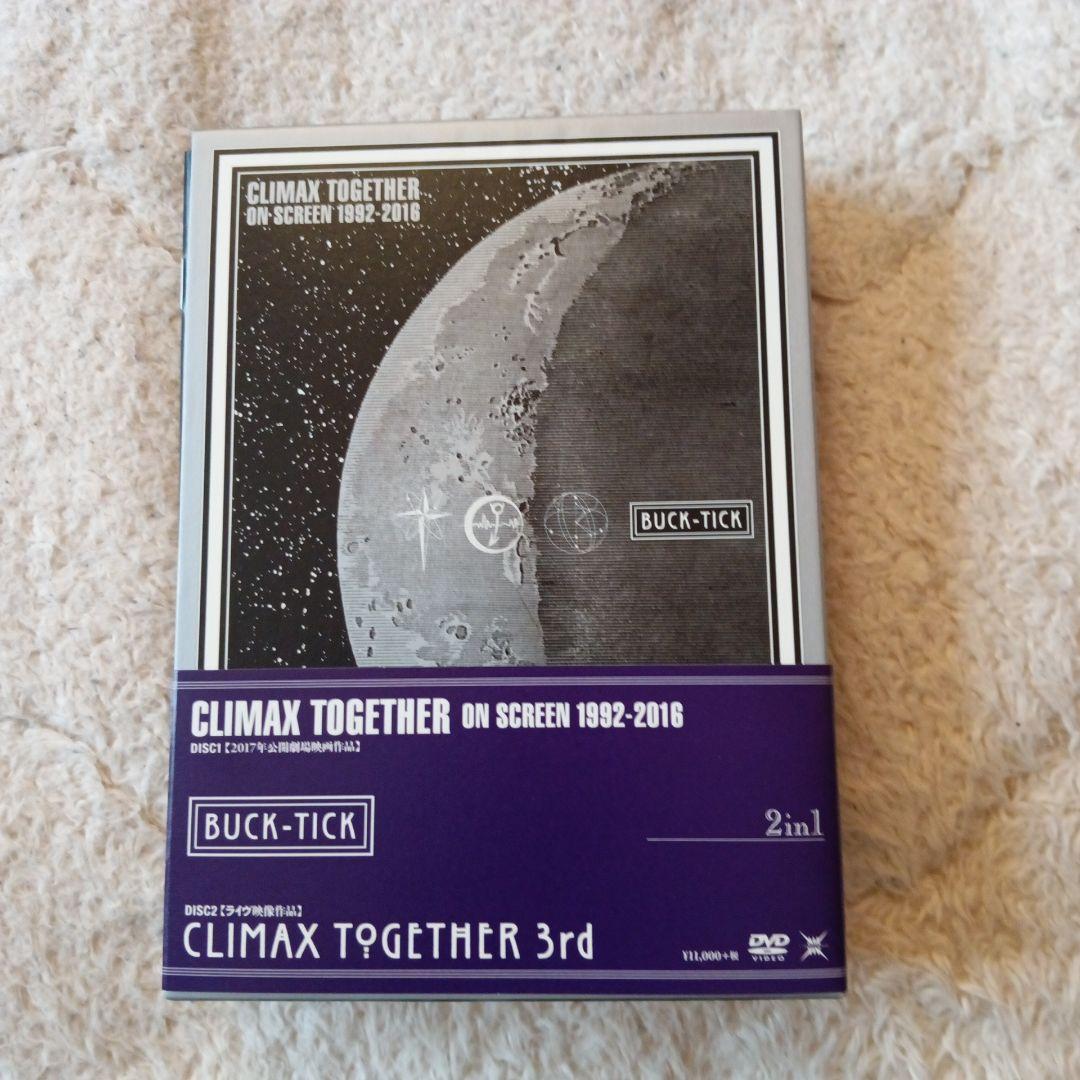 CLIMAX TOGETHER
ON SCREEN 1992-2016
BUCK-TICK
CLIMAX TOGETHER ON SCREEN 1992-2016
DISC1【2017年公開劇場映画作品】
BUCK-TICK
2in1
DISC2【ライヴ映像作品】
CLIMAX TOGETHER 3rd
¥11,000+税
DVD
VIDEO